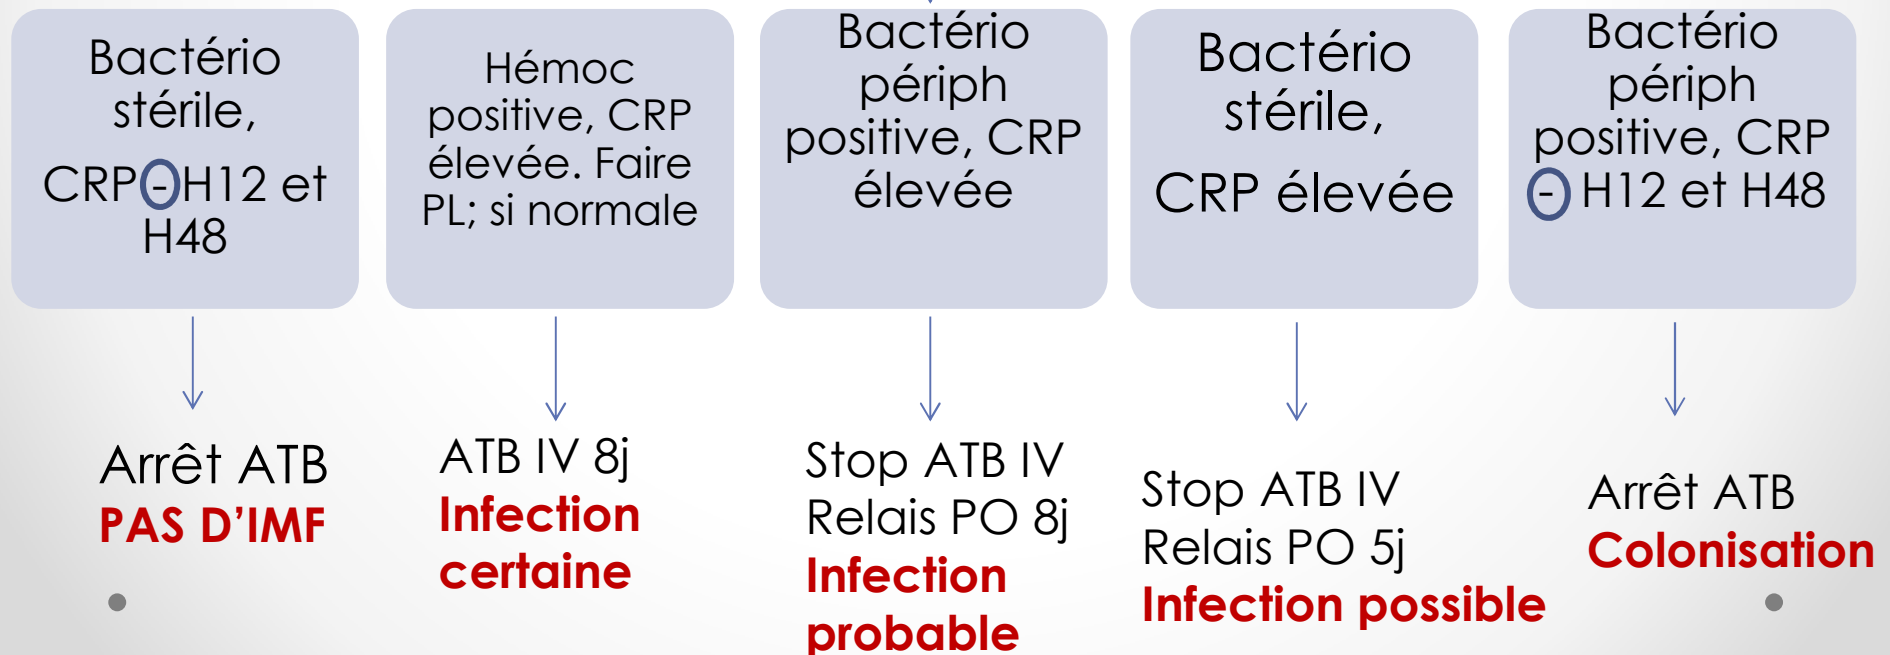 Bactério
stérile,
CRP - H12 et
H48
Hémoc
positive, CRP
élevée. Faire
PL; si normale
Bactério
périph
positive, CRP
élevée
Bactério
stérile,
CRP élevée
Bactério
périph
positive, CRP
- H12 et H48
Arrêt ATB
PAS D’IMF
ATB IV 8j
Infection
certaine
Stop ATB IV
Relais PO 8j
Infection
probable
Stop ATB IV
Relais PO 5j
Infection possible
Arrêt ATB
Colonisation